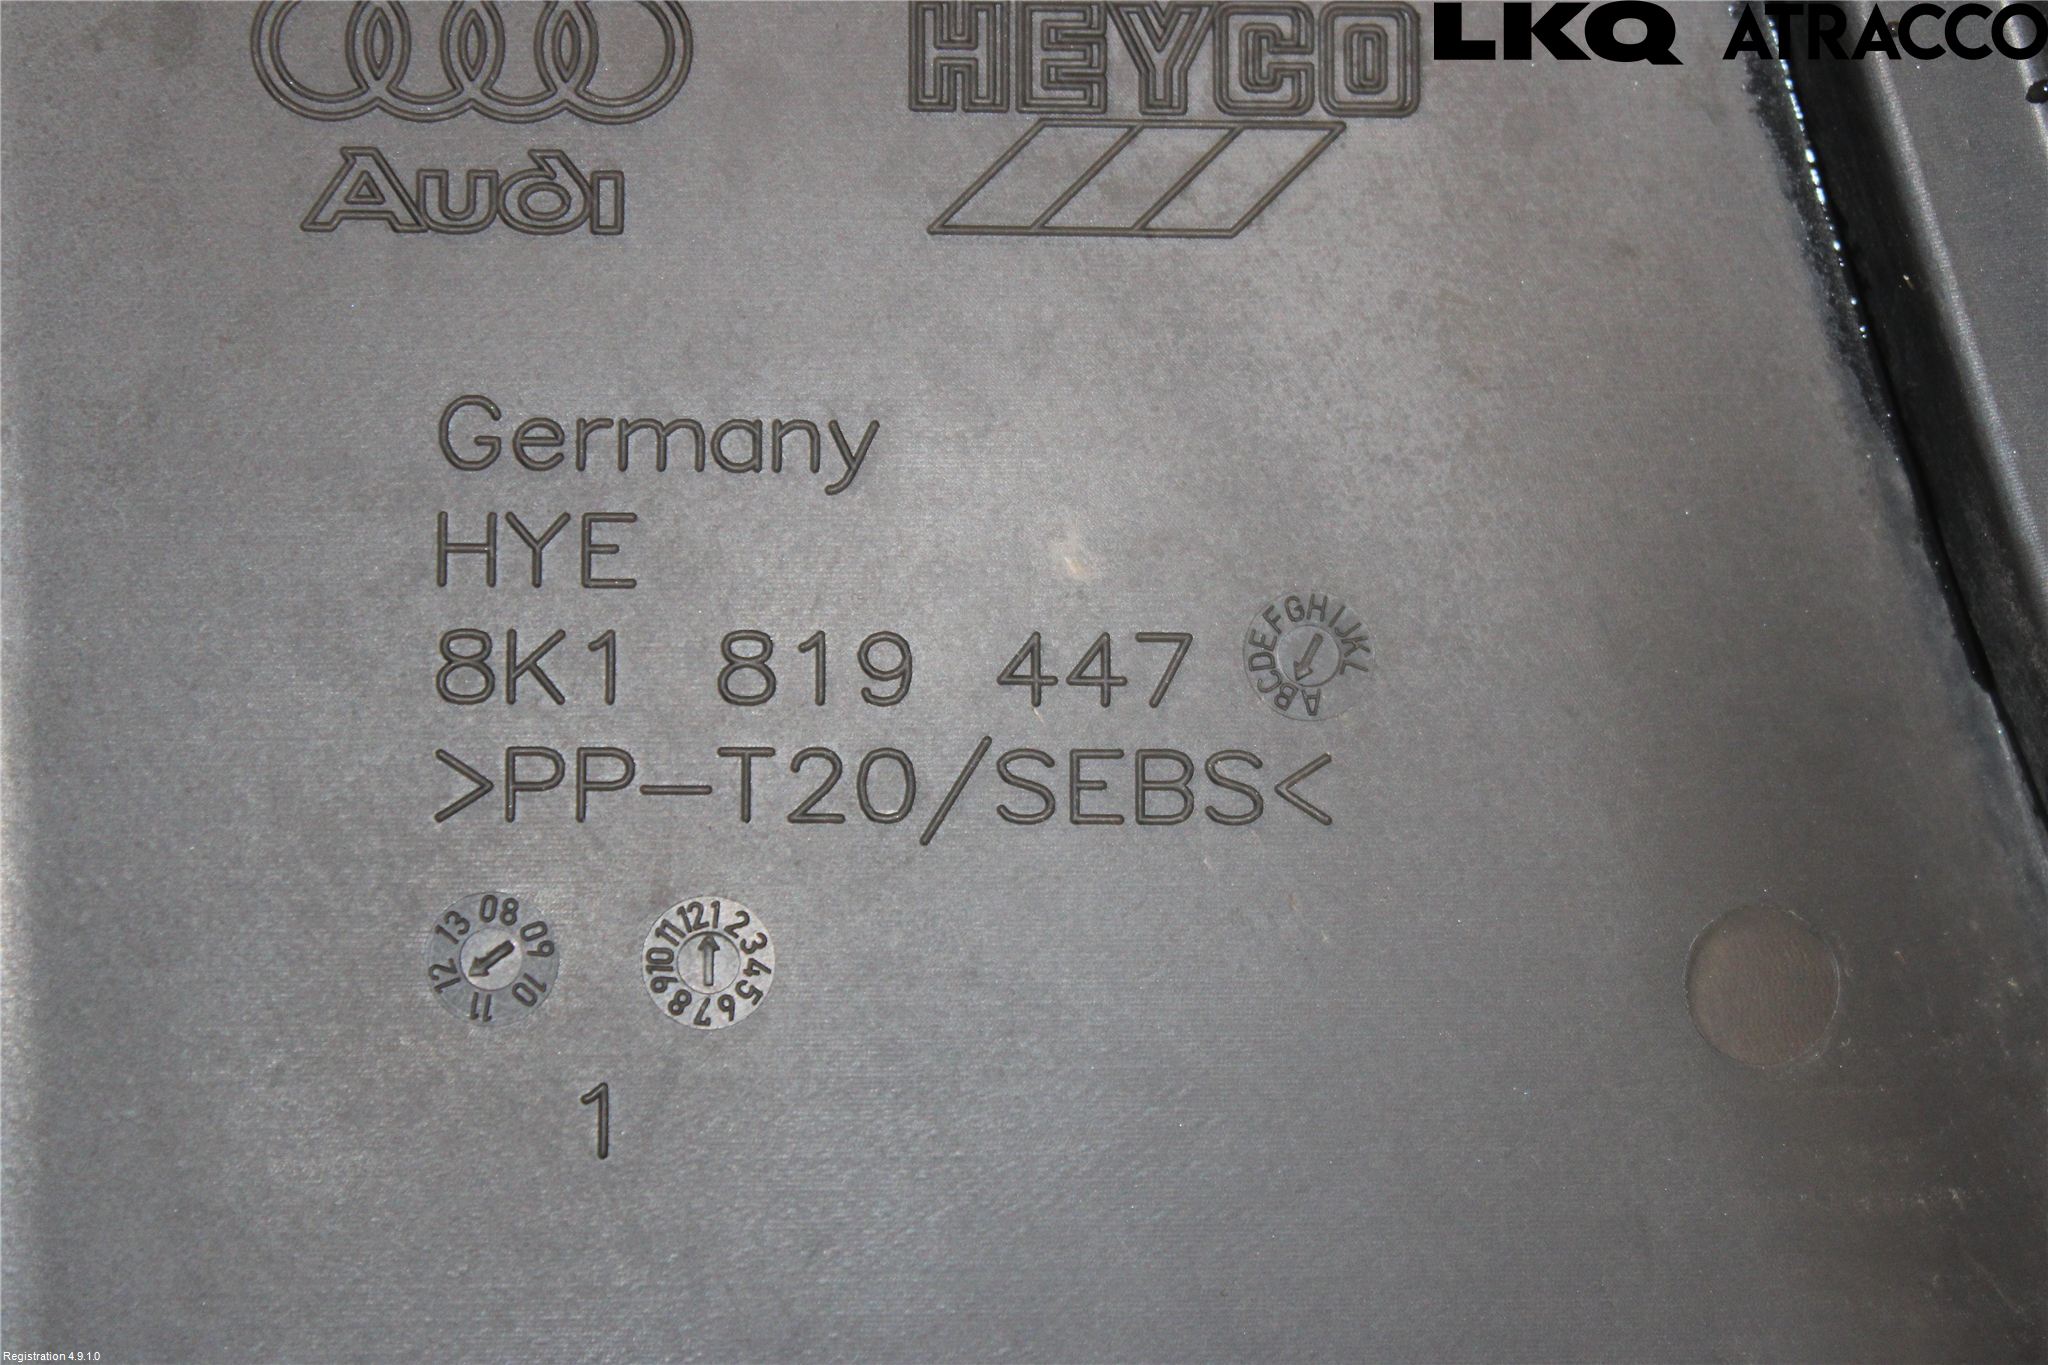 LKQ ATRACCO
HEYCO
Audi
Germany
HYE
8K1 819 447
ABCDEFGHIJKL
>PP-T20/SEBS<
08 09 10 11 12 13
1 2 3 4 5 6 7 8 9 10 11 12
1
Registration 4.9.1.0